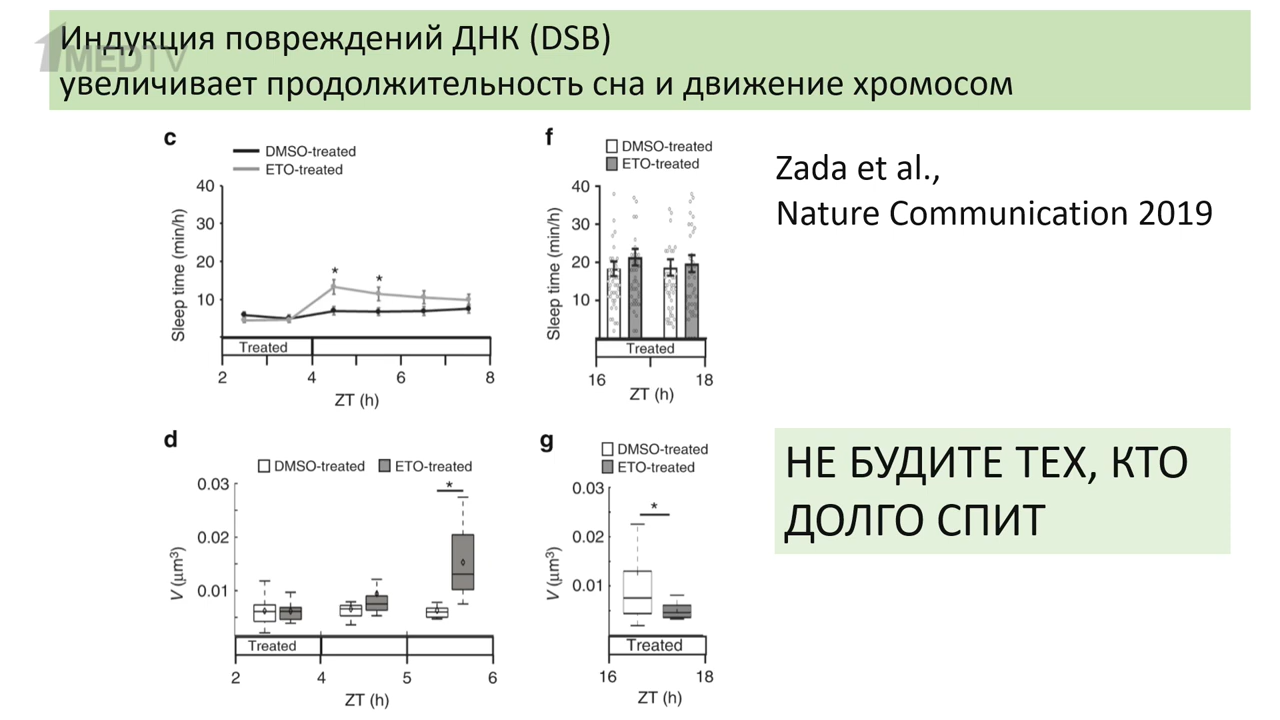 Индукция повреждений ДНК (DSB)
увеличивает продолжительность сна и движение хромосом
1MEDTV
Zada et al.,
Nature Communication 2019
c
DMSO-treated
ETO-treated
Sleep time (min/h)
40
30
20
10
*
*
Treated
2
4
6
8
ZT (h)
f
DMSO-treated
ETO-treated
Sleep time (min/h)
40
30
20
10
Treated
16
18
ZT (h)
d
DMSO-treated
ETO-treated
V (μm³)
0.03
0.02
0.01
*
Treated
2
4
5
6
ZT (h)
g
DMSO-treated
ETO-treated
V (μm³)
0.03
0.02
0.01
*
Treated
16
18
ZT (h)
НЕ БУДИТЕ ТЕХ, КТО
ДОЛГО СПИТ